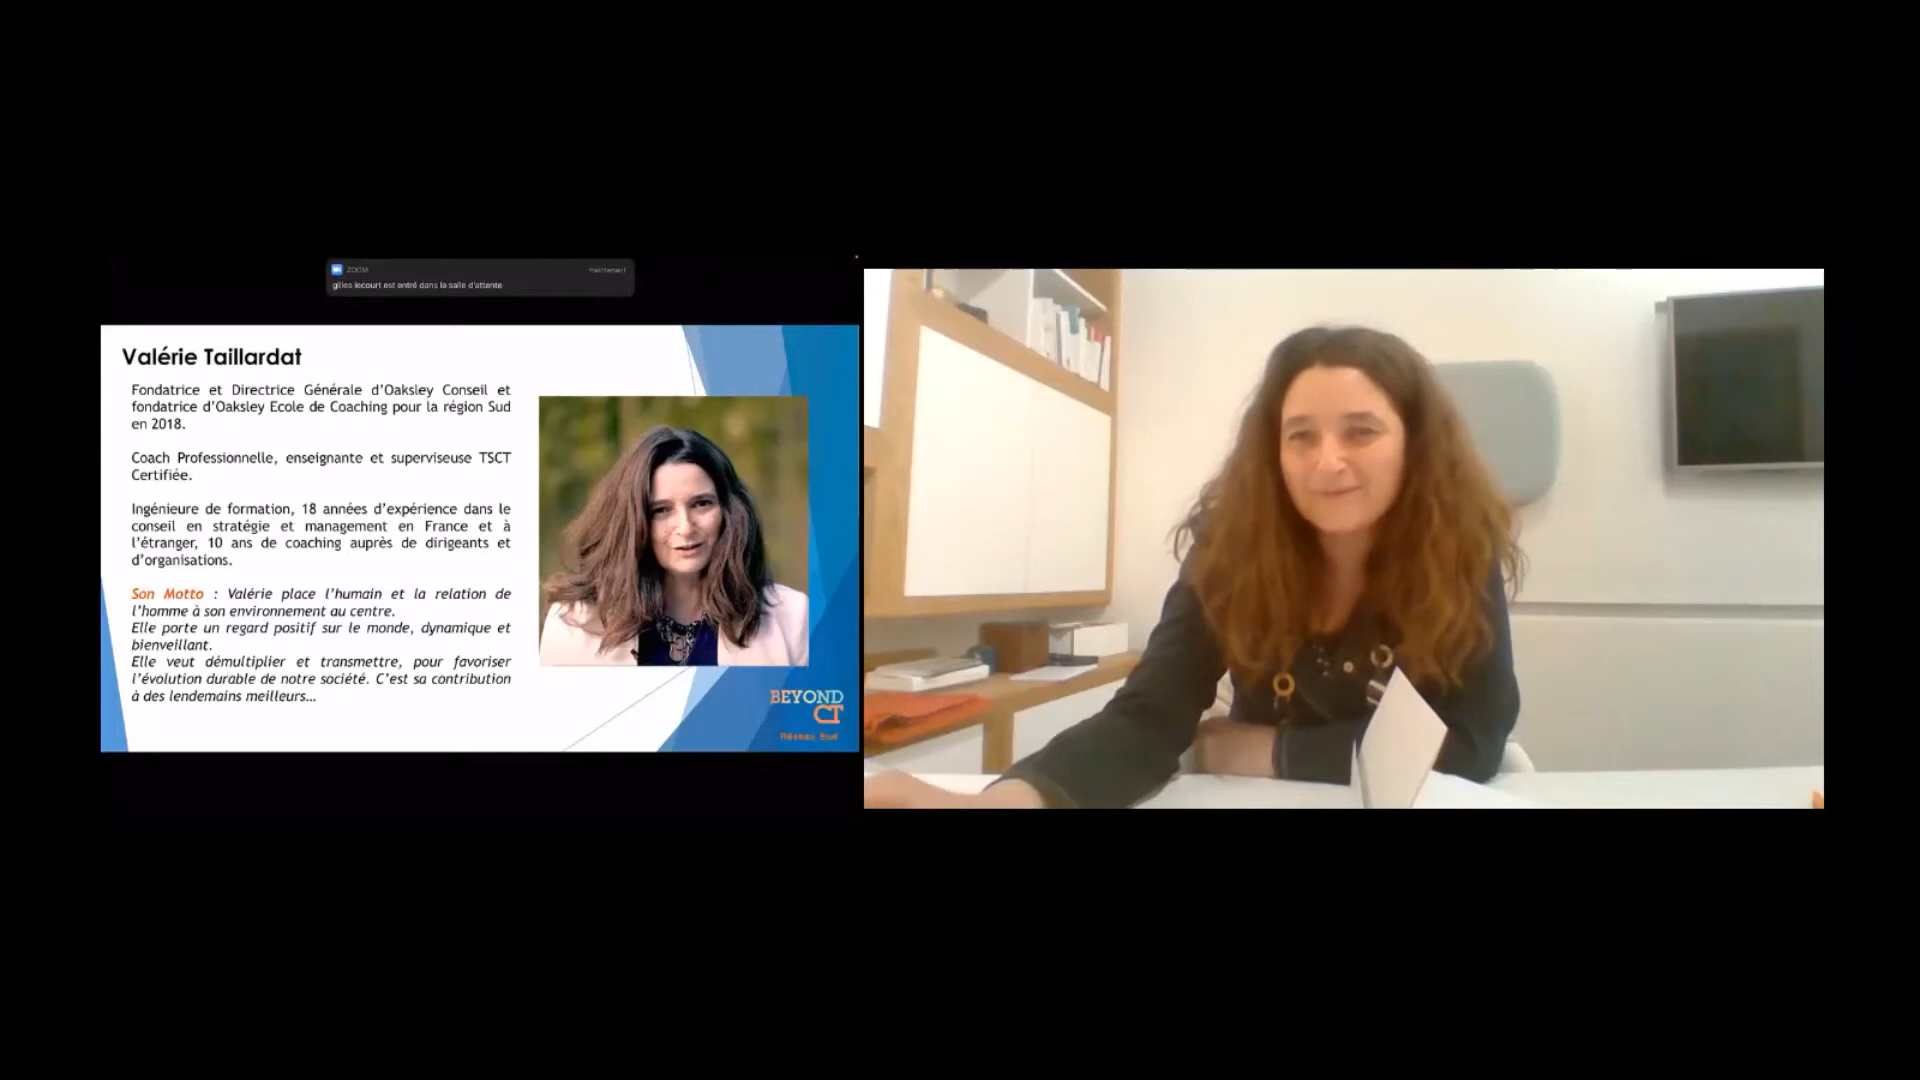 ZOOM
maintenant
gilles lecourt est entré dans la salle d'attente
Valérie Taillardat
Fondatrice et Directrice Générale d'Oaksley Conseil et
fondatrice d'Oaksley Ecole de Coaching pour la région Sud
en 2018.
Coach Professionnelle, enseignante et superviseuse TSCT
Certifiée.
Ingénieure de formation, 18 années d'expérience dans le
conseil en stratégie et management en France et à
l'étranger, 10 ans de coaching auprès de dirigeants et
d'organisations.
Son Motto : Valérie place l'humain et la relation de
l'homme à son environnement au centre.
Elle porte un regard positif sur le monde, dynamique et
bienveillant.
Elle veut démultiplier et transmettre, pour favoriser
l'évolution durable de notre société. C'est sa contribution
à des lendemains meilleurs...
BEYOND
CT
Réseau Sud